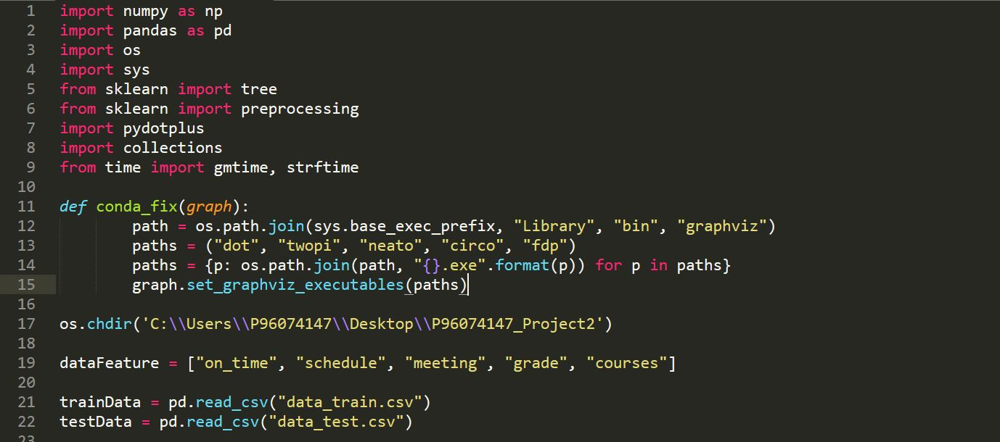 1 import numpy as np
2 import pandas as pd
3 import os
4 import sys
5 from sklearn import tree
6 from sklearn import preprocessing
7 import pydotplus
8 import collections
9 from time import gmtime, strftime
10
11 def conda_fix(graph):
12         path = os.path.join(sys.base_exec_prefix, "Library", "bin", "graphviz")
13         paths = ("dot", "twopi", "neato", "circo", "fdp")
14         paths = {p: os.path.join(path, "{}.exe".format(p)) for p in paths}
15         graph.set_graphviz_executables(paths)
16
17 os.chdir('C:\\Users\\P96074147\\Desktop\\P96074147_Project2')
18
19 dataFeature = ["on_time", "schedule", "meeting", "grade", "courses"]
20
21 trainData = pd.read_csv("data_train.csv")
22 testData = pd.read_csv("data_test.csv")
23